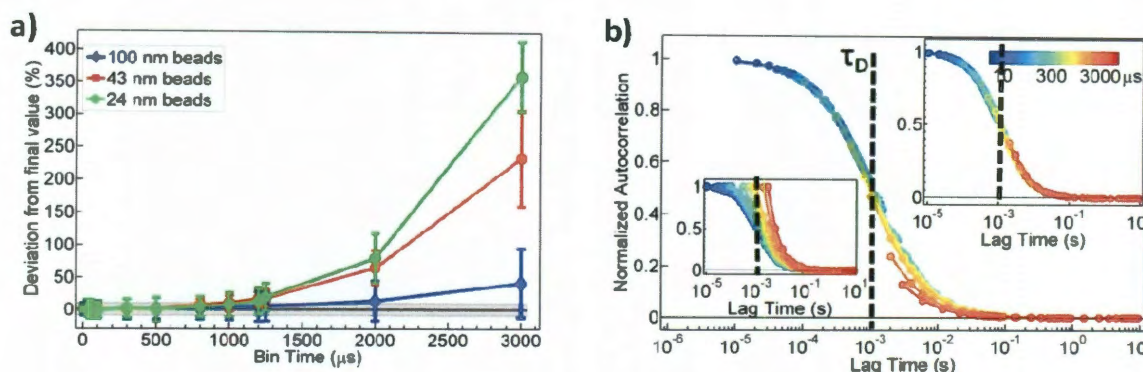 a)
400
350
300
250
200
150
100
50
0
Deviation from final value (%)
100 nm beads
43 nm beads
24 nm beads
0 500 1000 1500 2000 2500 3000
Bin Time (µs)
b)
1
0.8
0.6
0.4
0.2
0
Normalized Autocorrelation
τD
1
0.5
0
300 3000 µs
10⁻⁵ 10⁻³ 10⁻¹ 10¹
Lag Time (s)
1
0.5
0
10⁻⁵ 10⁻³ 10⁻¹ 10¹
Lag Time (s)
10⁻⁶ 10⁻⁵ 10⁻⁴ 10⁻³ 10⁻² 10⁻¹ 10⁰
Lag Time (s)